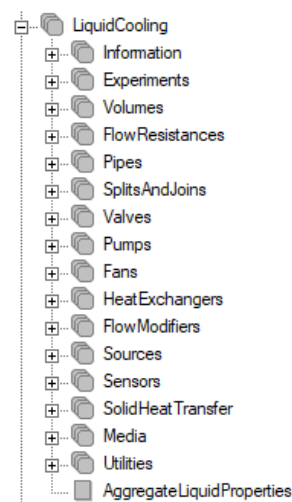 LiquidCooling
Information
Experiments
Volumes
FlowResistances
Pipes
SplitsAndJoins
Valves
Pumps
Fans
HeatExchangers
FlowModifiers
Sources
Sensors
SolidHeatTransfer
Media
Utilities
AggregateLiquidProperties